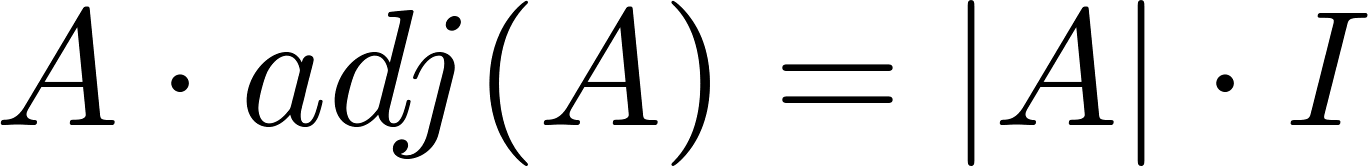 A · adj(A) = |A| · I